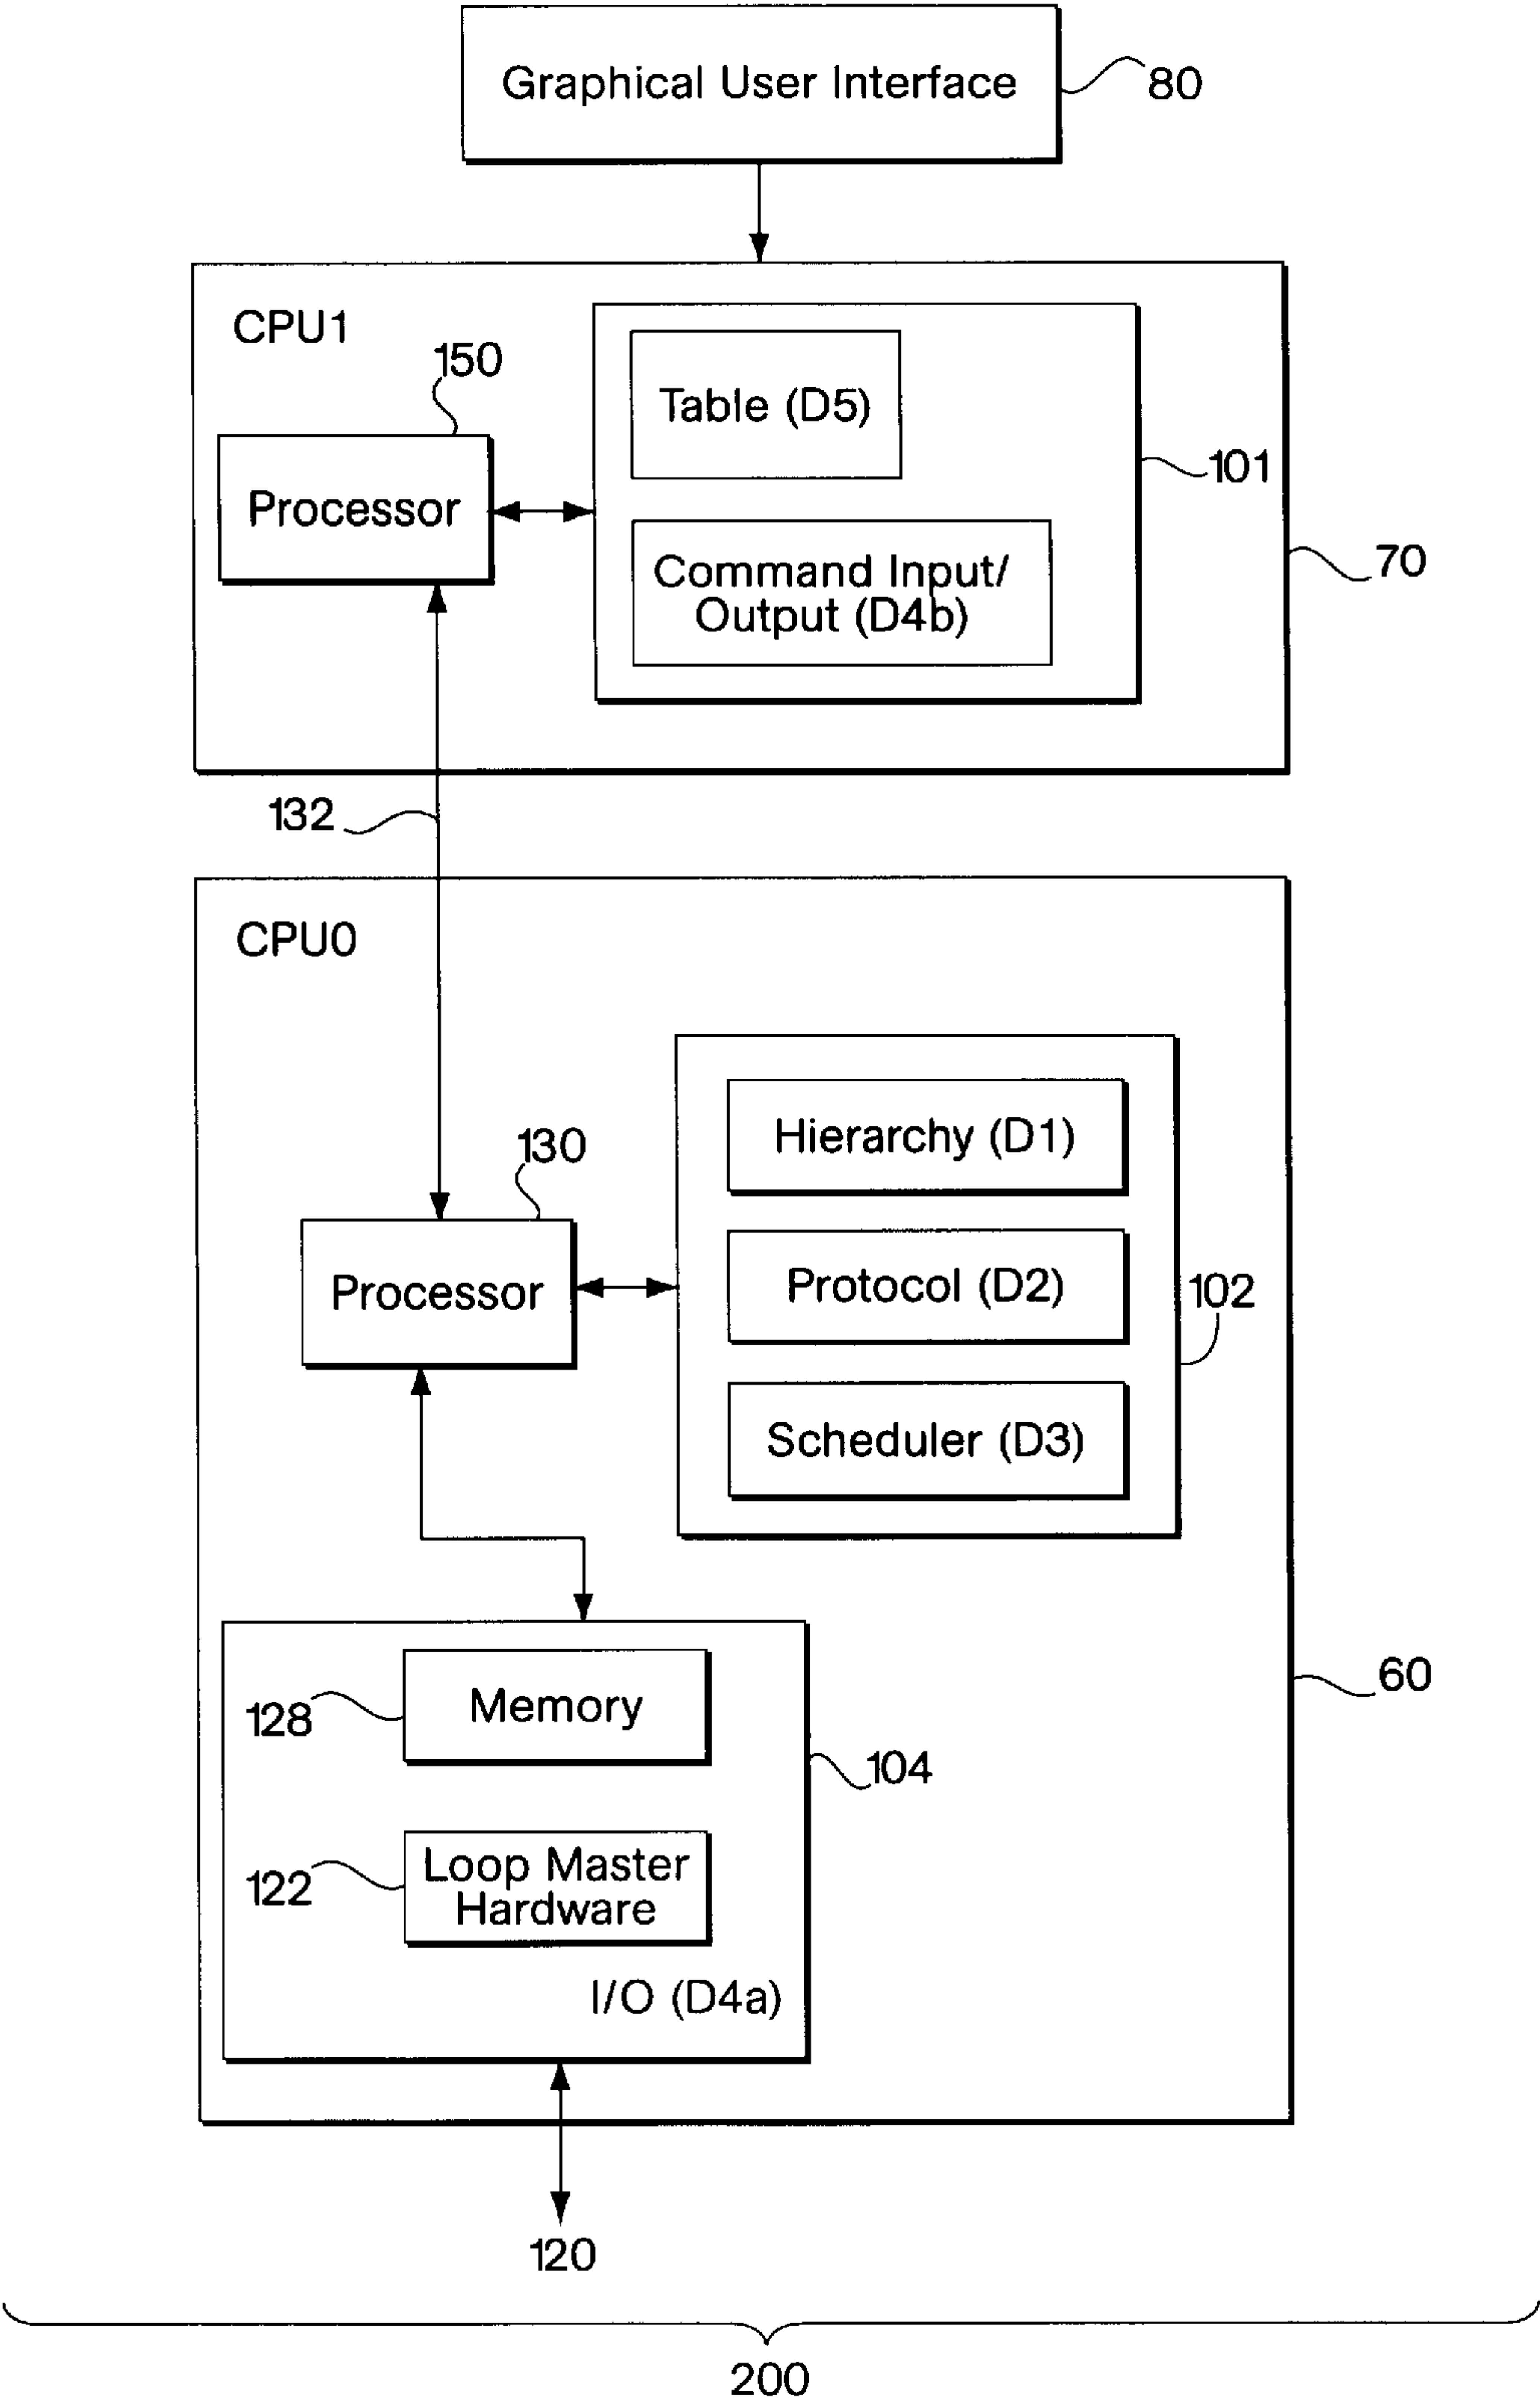 Graphical User Interface
80
CPU1
150
Table (D5)
101
Processor
70
Command Input/
Output (D4b)
132
CPU0
130
Hierarchy (D1)
Processor
Protocol (D2)
102
Scheduler (D3)
60
128
Memory
104
122
Loop Master
Hardware
I/O (D4a)
120
200